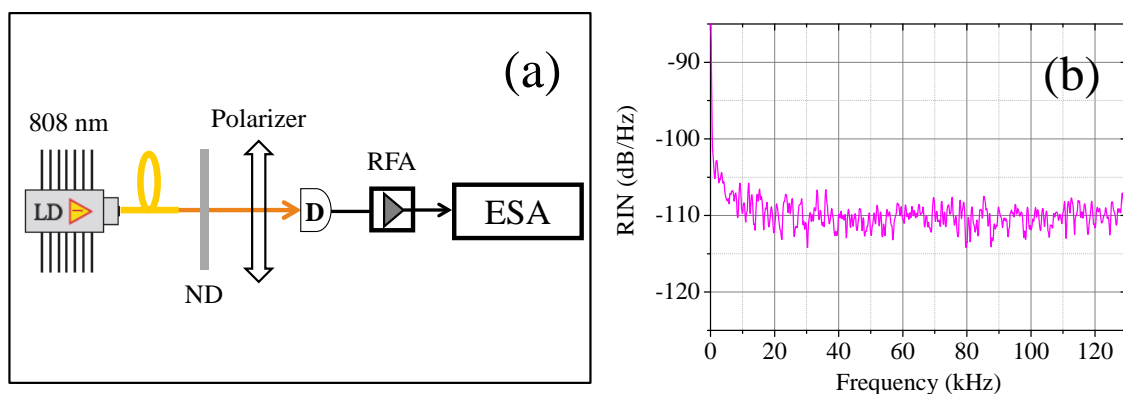 (a)
808 nm
Polarizer
RFA
LD
D
ESA
ND
(b)
RIN (dB/Hz)
-90
-100
-110
-120
0 20 40 60 80 100 120
Frequency (kHz)